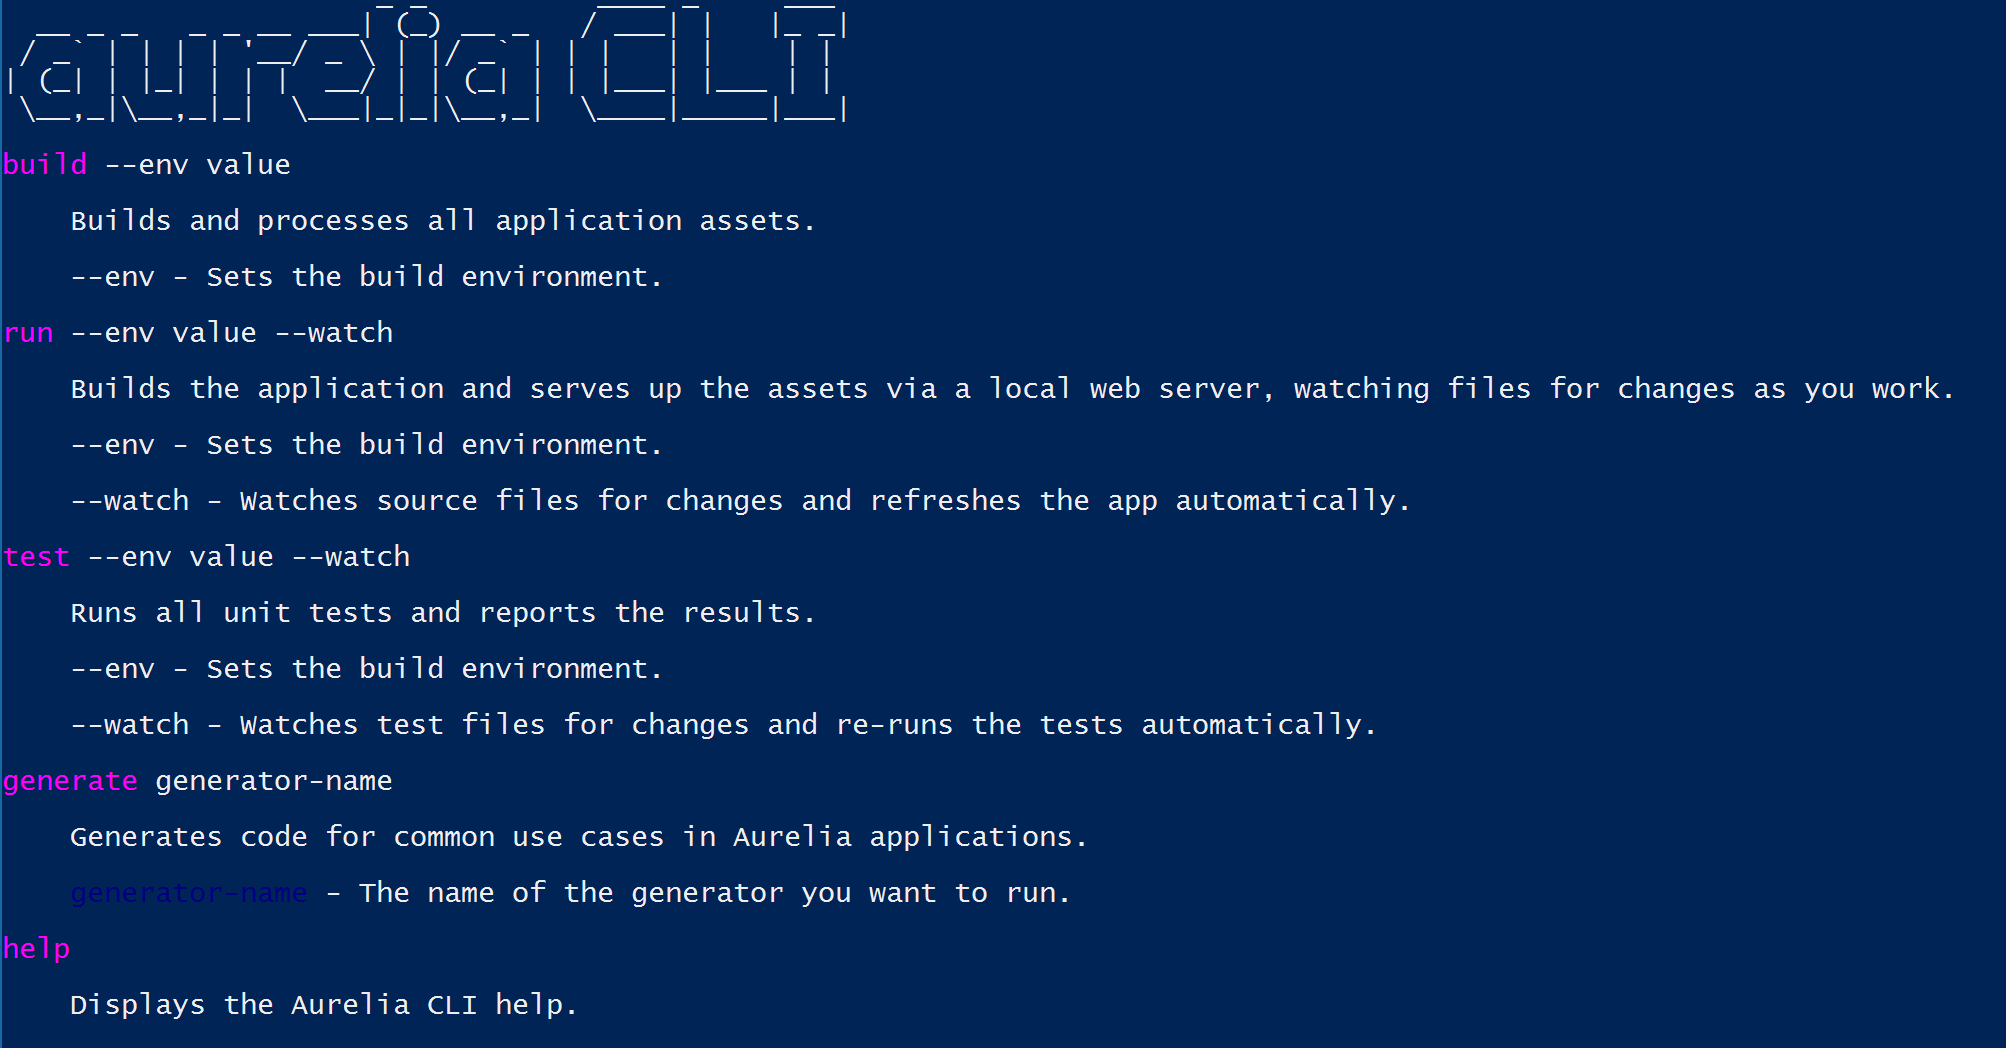 aurelia CLI
build --env value
Builds and processes all application assets.
--env - Sets the build environment.
run --env value --watch
Builds the application and serves up the assets via a local web server, watching files for changes as you work.
--env - Sets the build environment.
--watch - Watches source files for changes and refreshes the app automatically.
test --env value --watch
Runs all unit tests and reports the results.
--env - Sets the build environment.
--watch - Watches test files for changes and re-runs the tests automatically.
generate generator-name
Generates code for common use cases in Aurelia applications.
generator-name - The name of the generator you want to run.
help
Displays the Aurelia CLI help.